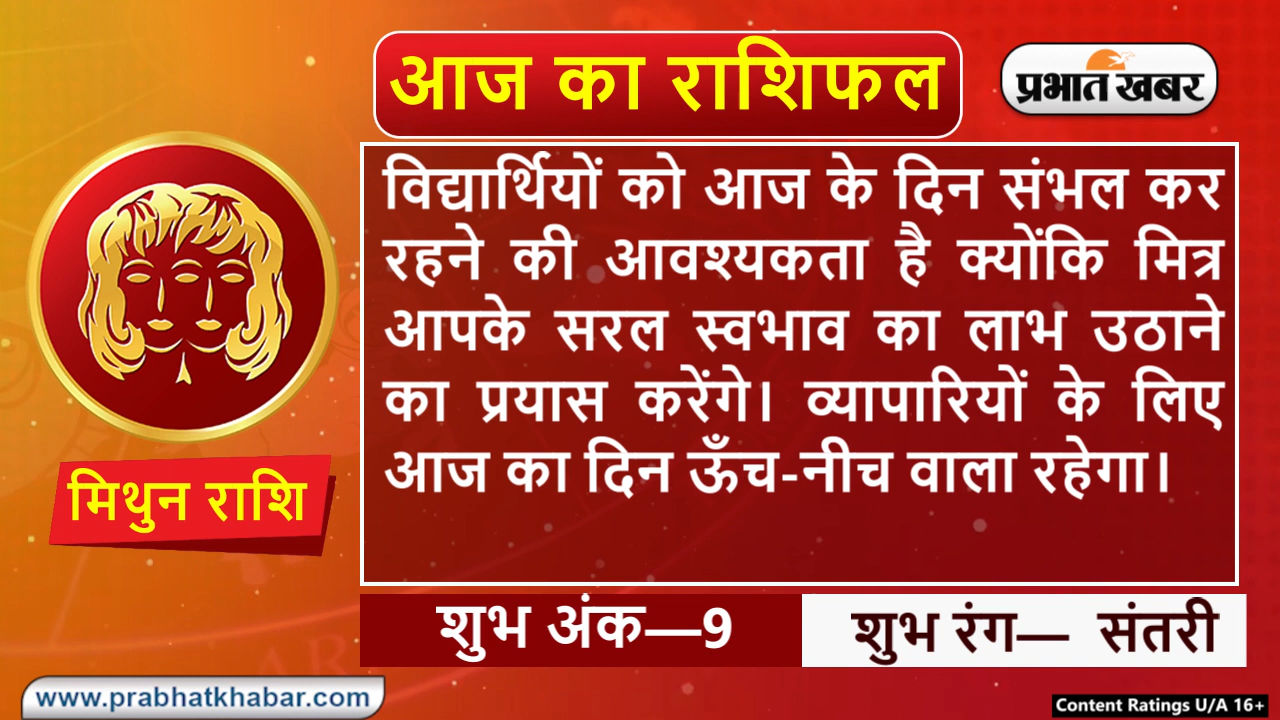 आज का राशिफल
प्रभात खबर
विद्यार्थियों को आज के दिन संभल कर
रहने की आवश्यकता है क्योंकि मित्र
आपके सरल स्वभाव का लाभ उठाने
का प्रयास करेंगे। व्यापारियों के लिए
आज का दिन ऊँच-नीच वाला रहेगा।
मिथुन राशि
शुभ अंक—9
शुभ रंग— संतरी
www.prabhatkhabar.com
Content Ratings U/A 16+